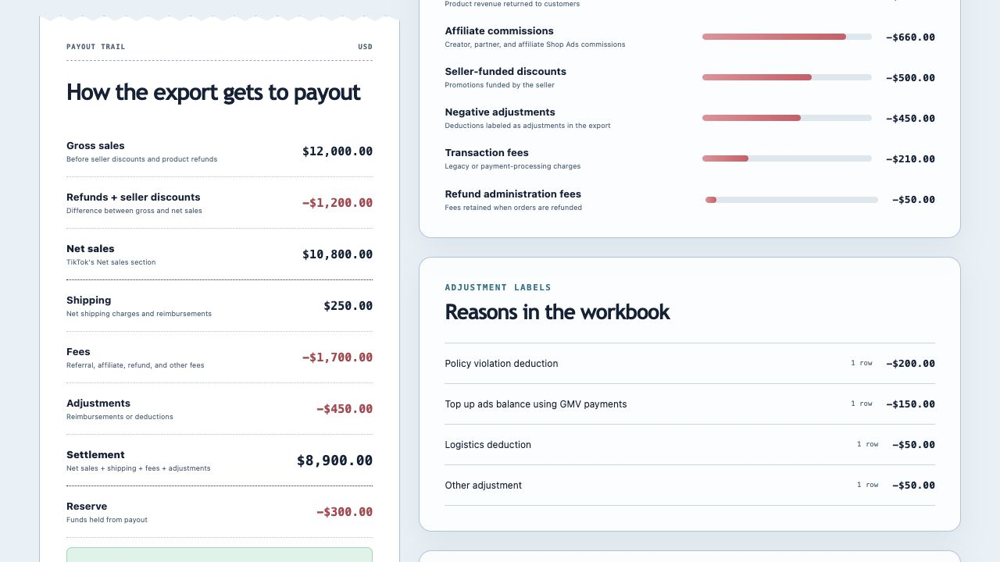 PAYOUT TRAIL
USD
How the export gets to payout
Gross sales
$12,000.00
Before seller discounts and product refunds
Refunds + seller discounts
−$1,200.00
Difference between gross and net sales
Net sales
$10,800.00
TikTok's Net sales section
Shipping
$250.00
Net shipping charges and reimbursements
Fees
−$1,700.00
Referral, affiliate, refund, and other fees
Adjustments
−$450.00
Reimbursements or deductions
Settlement
$8,900.00
Net sales + shipping + fees + adjustments
Reserve
−$300.00
Funds held from payout
Product revenue returned to customers
Affiliate commissions
−$660.00
Creator, partner, and affiliate Shop Ads commissions
Seller-funded discounts
−$500.00
Promotions funded by the seller
Negative adjustments
−$450.00
Deductions labeled as adjustments in the export
Transaction fees
−$210.00
Legacy or payment-processing charges
Refund administration fees
−$50.00
Fees retained when orders are refunded
ADJUSTMENT LABELS
Reasons in the workbook
Policy violation deduction
1 row
−$200.00
Top up ads balance using GMV payments
1 row
−$150.00
Logistics deduction
1 row
−$50.00
Other adjustment
1 row
−$50.00